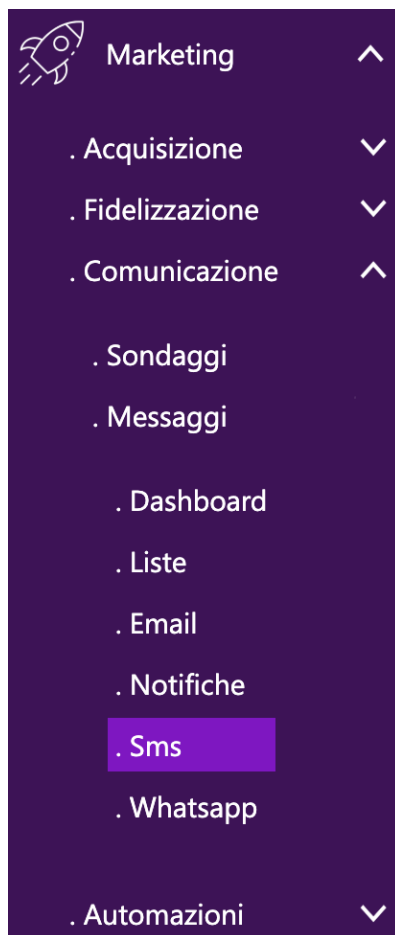 Marketing
. Acquisizione
. Fidelizzazione
. Comunicazione
. Sondaggi
. Messaggi
. Dashboard
. Liste
. Email
. Notifiche
. Sms
. Whatsapp
. Automazioni